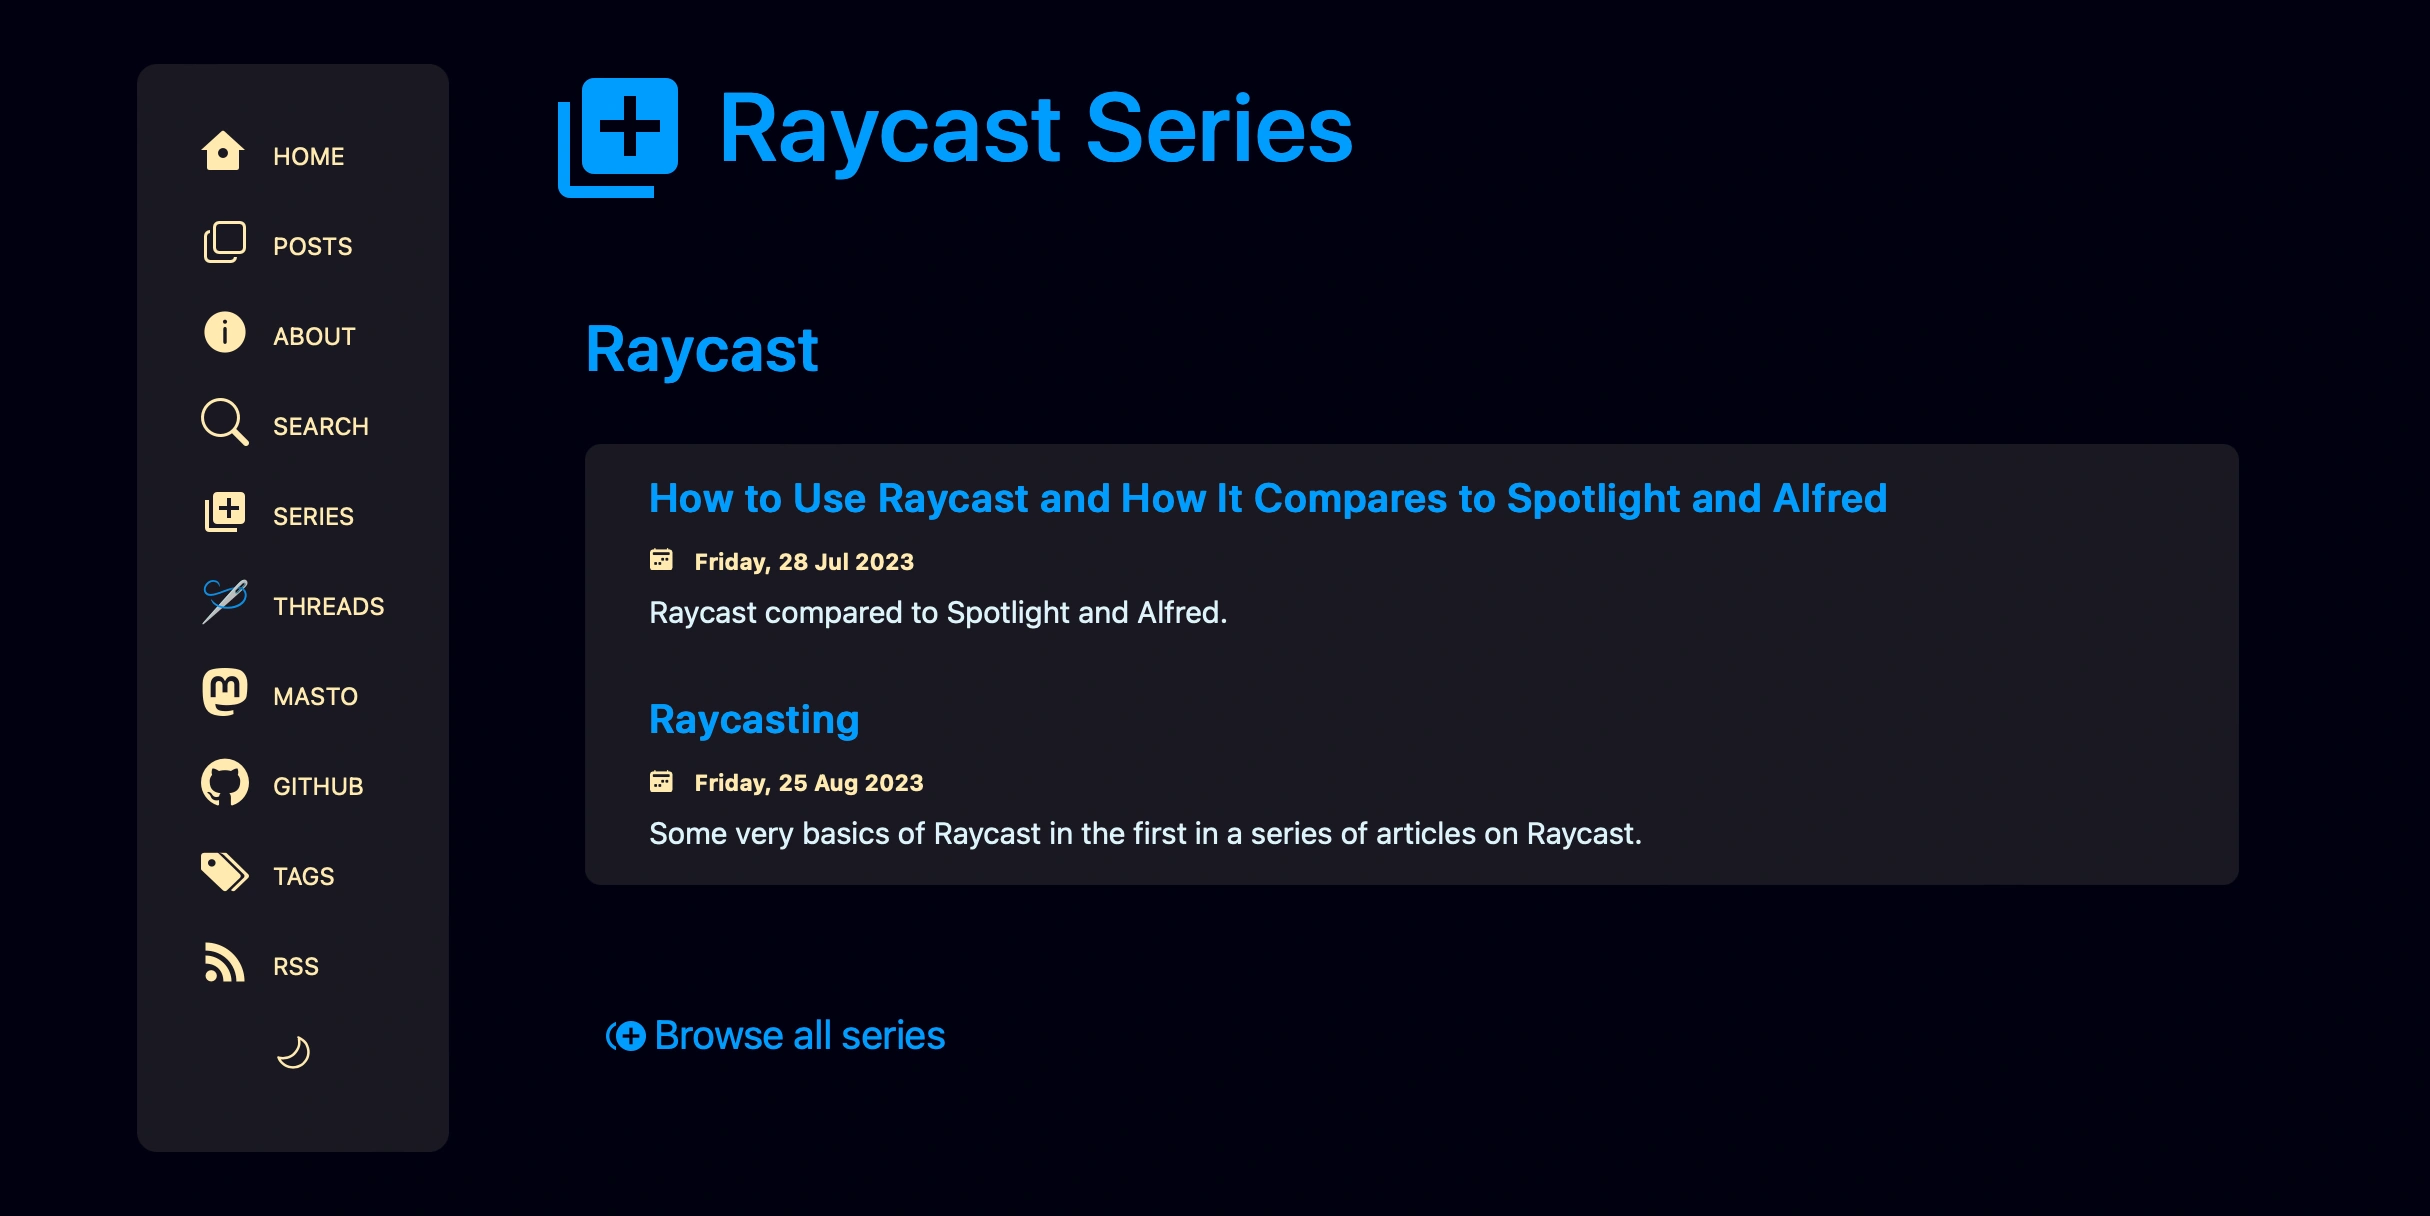 HOME
POSTS
ABOUT
SEARCH
SERIES
THREADS
MASTO
GITHUB
TAGS
RSS
Raycast Series
Raycast
How to Use Raycast and How It Compares to Spotlight and Alfred
Friday, 28 Jul 2023
Raycast compared to Spotlight and Alfred.
Raycasting
Friday, 25 Aug 2023
Some very basics of Raycast in the first in a series of articles on Raycast.
Browse all series